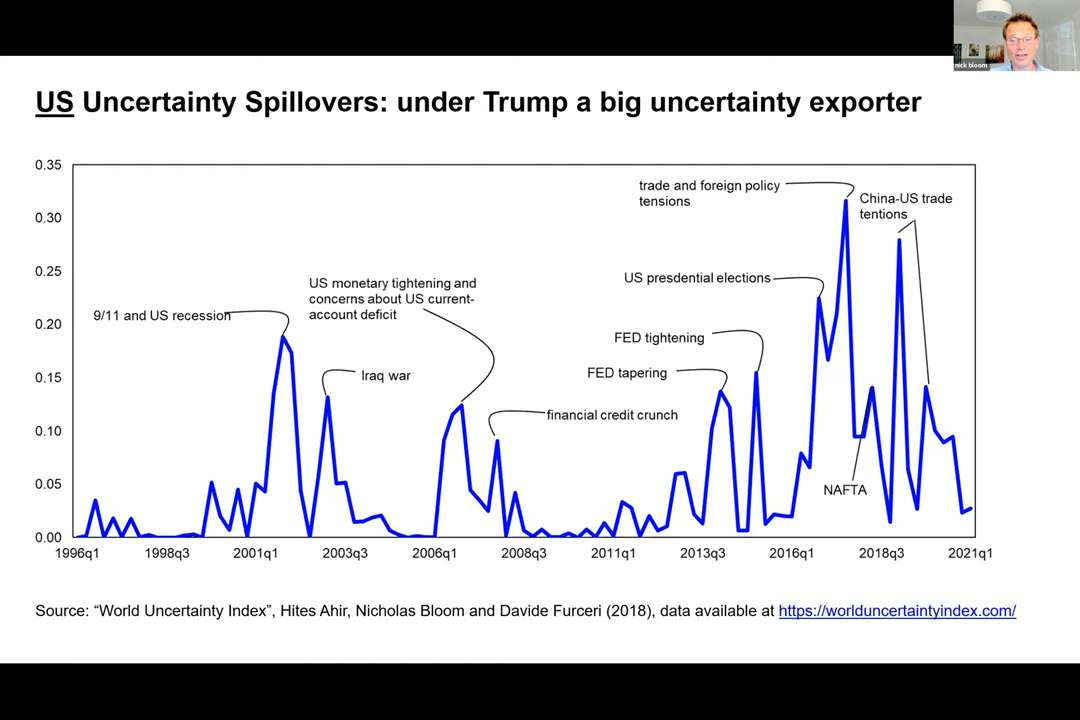 nick bloom
US Uncertainty Spillovers: under Trump a big uncertainty exporter
0.35
0.30
0.25
0.20
0.15
0.10
0.05
0.00
trade and foreign policy
tensions
China-US trade
tentions
US presdential elections
US monetary tightening and
concerns about US current-
account deficit
9/11 and US recession
FED tightening
FED tapering
Iraq war
financial credit crunch
NAFTA
1996q1 1998q3 2001q1 2003q3 2006q1 2008q3 2011q1 2013q3 2016q1 2018q3 2021q1
Source: “World Uncertainty Index”, Hites Ahir, Nicholas Bloom and Davide Furceri (2018), data available at https://worlduncertaintyindex.com/